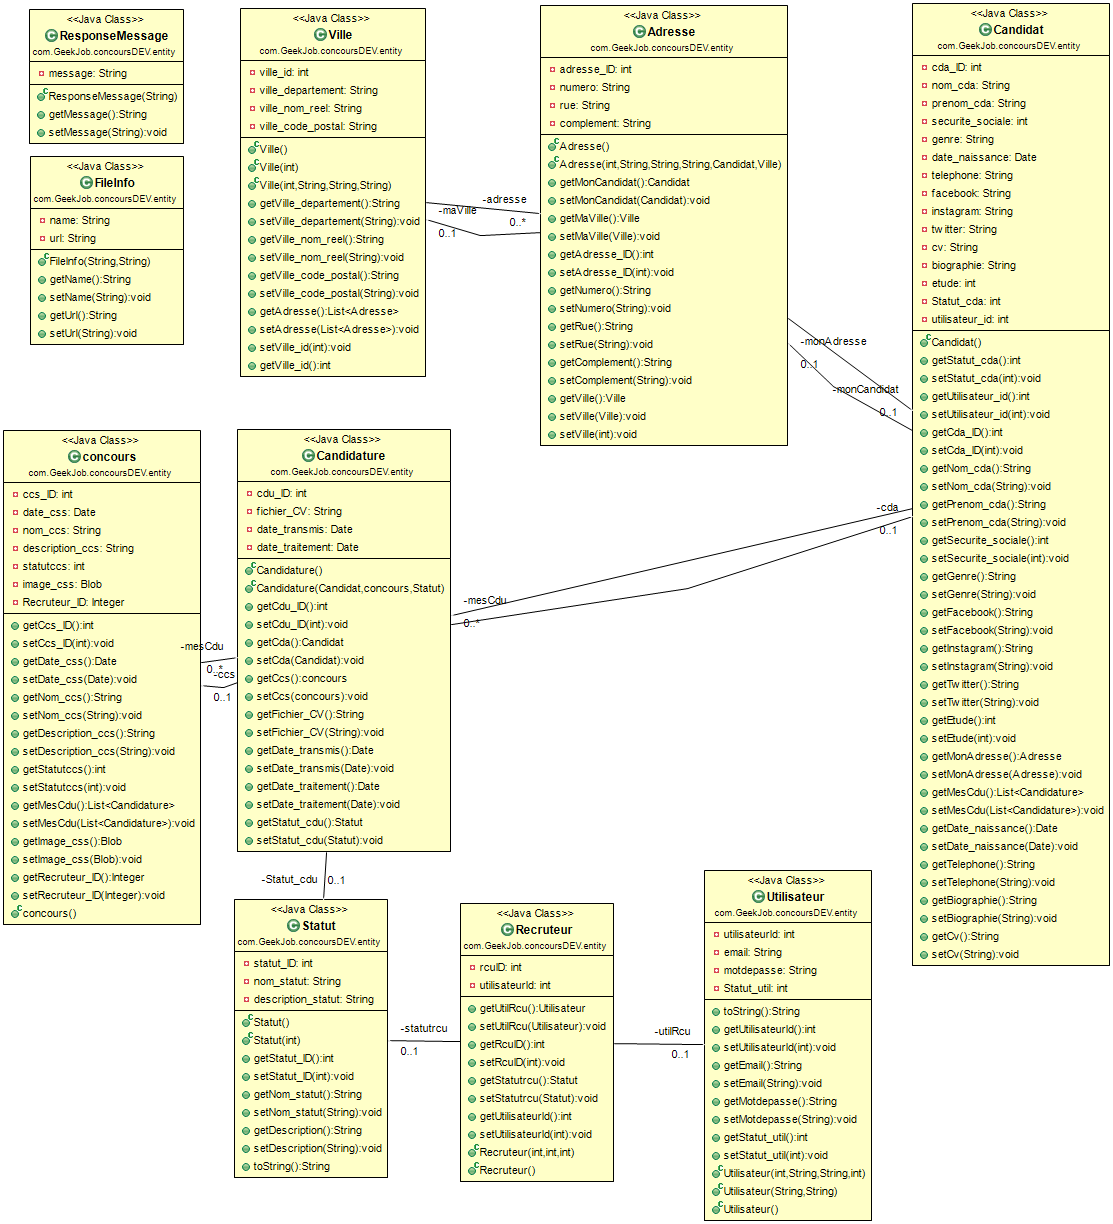 <<Java Class>>
ResponseMessage
com.GeekJob.concoursDEV.entity
message: String
ResponseMessage(String)
getMessage():String
setMessage(String):void
<<Java Class>>
FileInfo
com.GeekJob.concoursDEV.entity
name: String
url: String
FileInfo(String,String)
getName():String
setName(String):void
getUrl():String
setUrl(String):void
<<Java Class>>
Ville
com.GeekJob.concoursDEV.entity
ville_id: int
ville_departement: String
ville_nom_reel: String
ville_code_postal: String
Ville()
Ville(int)
Ville(int,String,String,String)
getVille_departement():String
setVille_departement(String):void
getVille_nom_reel():String
setVille_nom_reel(String):void
getVille_code_postal():String
setVille_code_postal(String):void
getAdresse():List<Adresse>
setAdresse(List<Adresse>):void
setVille_id(int):void
getVille_id():int
-adresse
0..*
-maVille
0..1
<<Java Class>>
Adresse
com.GeekJob.concoursDEV.entity
adresse_ID: int
numero: String
rue: String
complement: String
Adresse()
Adresse(int,String,String,String,Candidat,Ville)
getMonCandidat():Candidat
setMonCandidat(Candidat):void
getMaVille():Ville
setMaVille(Ville):void
getAdresse_ID():int
setAdresse_ID(int):void
getNumero():String
setNumero(String):void
getRue():String
setRue(String):void
getComplement():String
setComplement(String):void
getVille():Ville
setVille(Ville):void
setVille(int):void
-monAdresse
0..1
-monCandidat
0..1
<<Java Class>>
Candidat
com.GeekJob.concoursDEV.entity
cda_ID: int
nom_cda: String
prenom_cda: String
securite_sociale: int
genre: String
date_naissance: Date
telephone: String
facebook: String
instagram: String
twitter: String
cv: String
biographie: String
etude: int
Statut_cda: int
utilisateur_id: int
Candidat()
getStatut_cda():int
setStatut_cda(int):void
getUtilisateur_id():int
setUtilisateur_id(int):void
getCda_ID():int
setCda_ID(int):void
getNom_cda():String
setNom_cda(String):void
getPrenom_cda():String
setPrenom_cda(String):void
getSecurite_sociale():int
setSecurite_sociale(int):void
getGenre():String
setGenre(String):void
getFacebook():String
setFacebook(String):void
getInstagram():String
setInstagram(String):void
getTwitter():String
setTwitter(String):void
getEtude():int
setEtude(int):void
getMonAdresse():Adresse
setMonAdresse(Adresse):void
getMesCdu():List<Candidature>
setMesCdu(List<Candidature>):void
getDate_naissance():Date
setDate_naissance(Date):void
getTelephone():String
setTelephone(String):void
getBiographie():String
setBiographie(String):void
getCv():String
setCv(String):void
<<Java Class>>
concours
com.GeekJob.concoursDEV.entity
ccs_ID: int
date_css: Date
nom_ccs: String
description_ccs: String
statutccs: int
image_css: Blob
Recruteur_ID: Integer
getCcs_ID():int
setCcs_ID(int):void
getDate_css():Date
setDate_css(Date):void
getNom_ccs():String
setNom_ccs(String):void
getDescription_ccs():String
setDescription_ccs(String):void
getStatutccs():int
setStatutccs(int):void
getMesCdu():List<Candidature>
setMesCdu(List<Candidature>):void
getImage_css():Blob
setImage_css(Blob):void
getRecruteur_ID():Integer
setRecruteur_ID(Integer):void
concours()
-mesCdu
0..*
-ccs
0..1
<<Java Class>>
Candidature
com.GeekJob.concoursDEV.entity
cdu_ID: int
fichier_CV: String
date_transmis: Date
date_traitement: Date
Candidature()
Candidature(Candidat,concours,Statut)
getCdu_ID():int
setCdu_ID(int):void
getCda():Candidat
setCda(Candidat):void
getCcs():concours
setCcs(concours):void
getFichier_CV():String
setFichier_CV(String):void
getDate_transmis():Date
setDate_transmis(Date):void
getDate_traitement():Date
setDate_traitement(Date):void
getStatut_cdu():Statut
setStatut_cdu(Statut):void
-cda
0..1
-mesCdu
0..*
-Statut_cdu
0..1
<<Java Class>>
Statut
com.GeekJob.concoursDEV.entity
statut_ID: int
nom_statut: String
description_statut: String
Statut()
Statut(int)
getStatut_ID():int
setStatut_ID(int):void
getNom_statut():String
setNom_statut(String):void
getDescription():String
setDescription(String):void
toString():String
-statutrcu
0..1
<<Java Class>>
Recruteur
com.GeekJob.concoursDEV.entity
rcuID: int
utilisateurId: int
getUtilRcu():Utilisateur
setUtilRcu(Utilisateur):void
getRcuID():int
setRcuID(int):void
getStatutrcu():Statut
setStatutrcu(Statut):void
getUtilisateurId():int
setUtilisateurId(int):void
Recruteur(int,int,int)
Recruteur()
-utilRcu
0..1
<<Java Class>>
Utilisateur
com.GeekJob.concoursDEV.entity
utilisateurId: int
email: String
motdepasse: String
Statut_util: int
toString():String
getUtilisateurId():int
setUtilisateurId(int):void
getEmail():String
setEmail(String):void
getMotdepasse():String
setMotdepasse(String):void
getStatut_util():int
setStatut_util(int):void
Utilisateur(int,String,String,int)
Utilisateur(String,String)
Utilisateur()